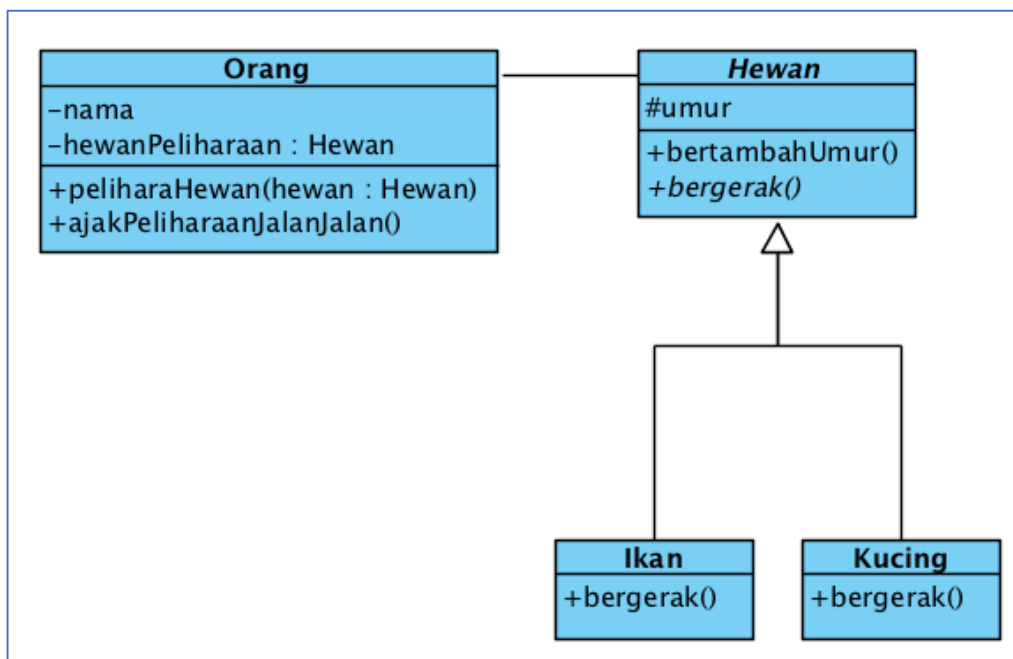 Orang
-nama
-hewanPeliharaan : Hewan
+peliharaHewan(hewan : Hewan)
+ajakPeliharaanJalanJalan()
Hewan
#umur
+bertambahUmur()
+bergerak()
Ikan
+bergerak()
Kucing
+bergerak()